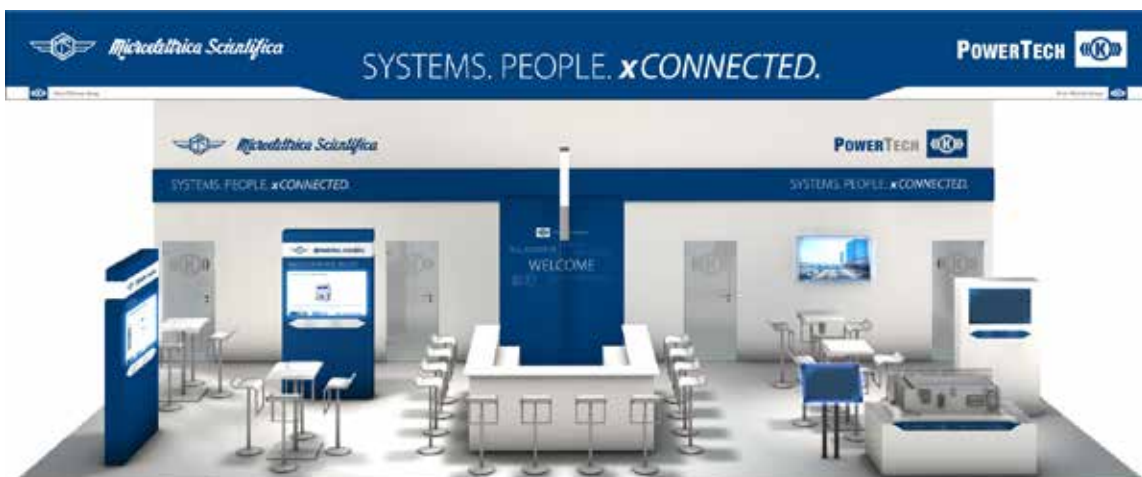 Microelettrica Scientifica
SYSTEMS. PEOPLE. xCONNECTED.
POWERTECH
Microelettrica Scientifica
POWERTECH
SYSTEMS. PEOPLE. xCONNECTED.
SYSTEMS. PEOPLE. xCONNECTED.
WELCOME